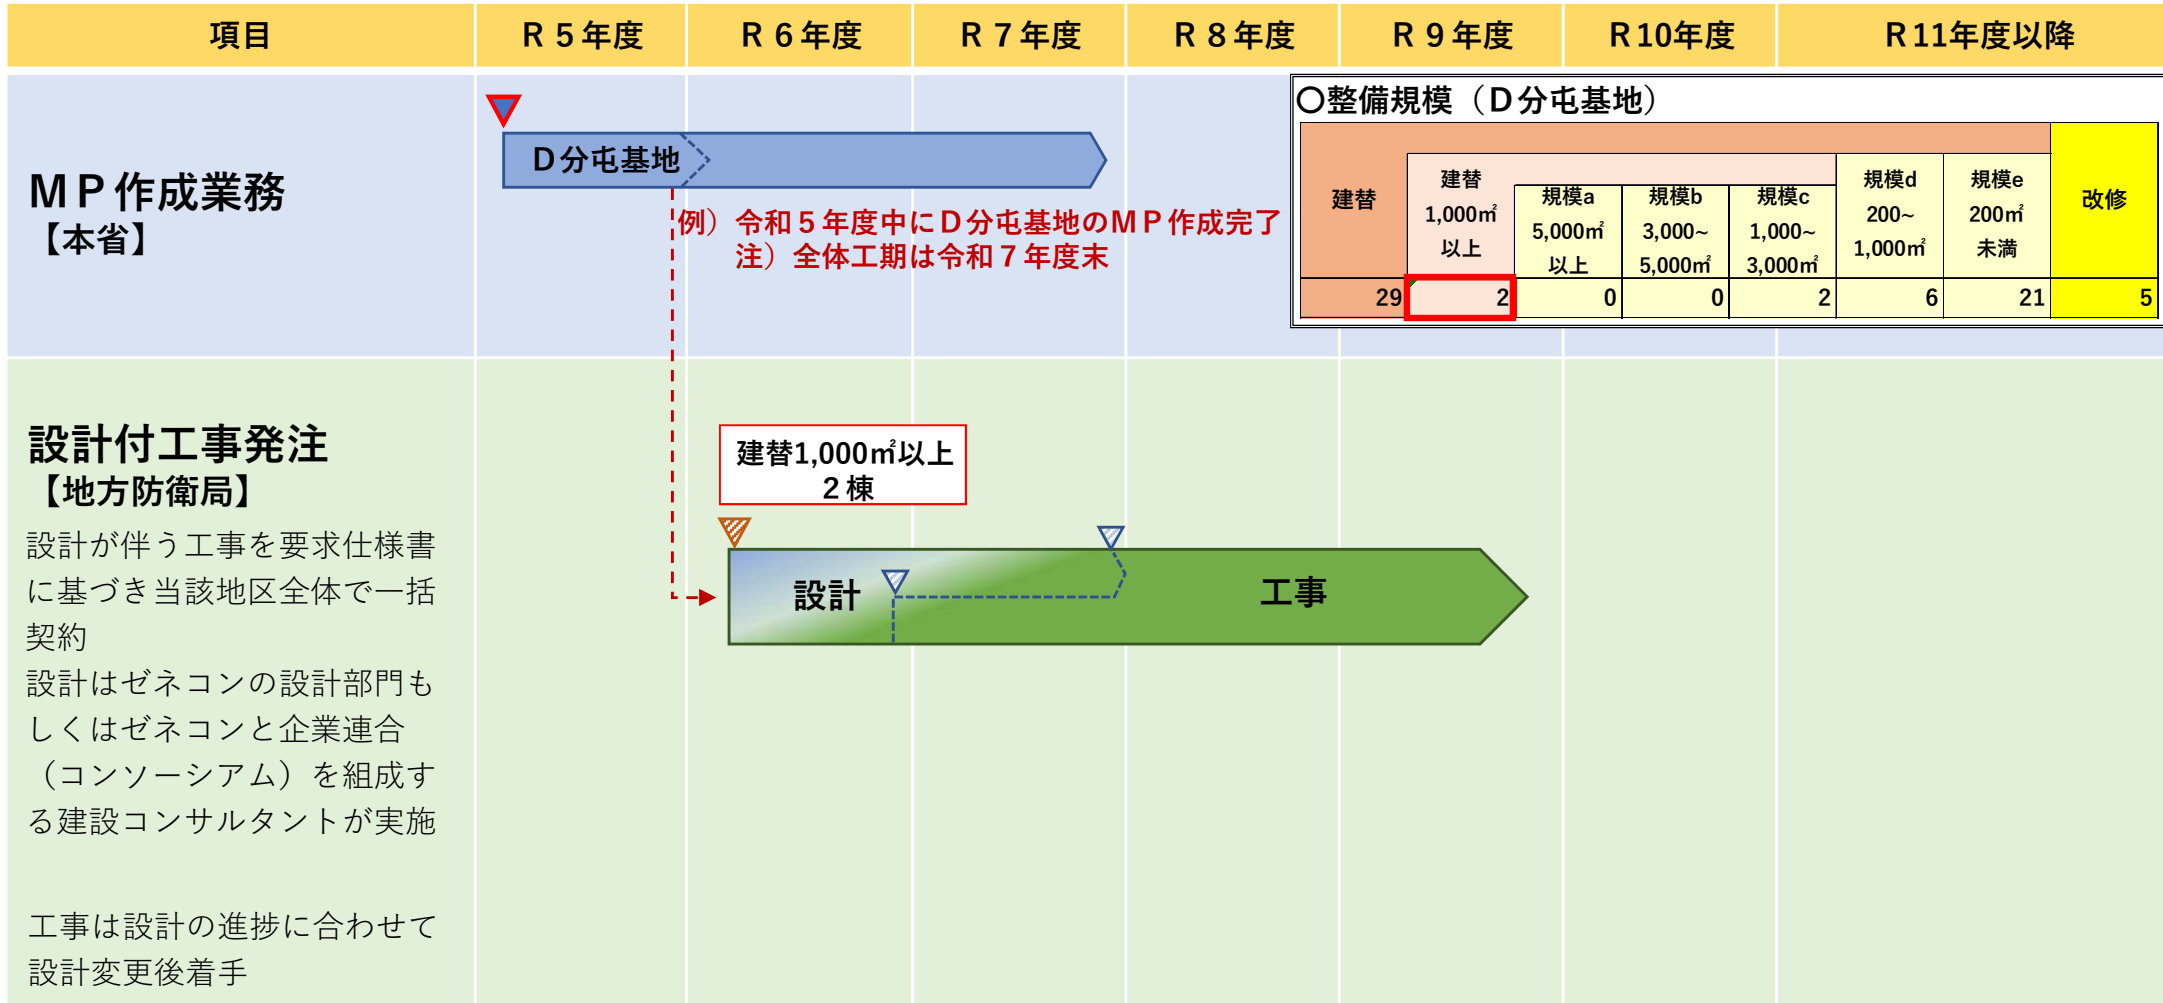 項目
R５年度
R６年度
R７年度
R８年度
R９年度
R10年度
R11年度以降
ＭＰ作成業務
【本省】
Ｄ分屯基地
例）令和５年度中にＤ分屯基地のＭＰ作成完了
注）全体工期は令和７年度末
〇整備規模（Ｄ分屯基地）
建替
建替
1,000㎡
以上
規模a
5,000㎡
以上
規模b
3,000~
5,000㎡
規模c
1,000~
3,000㎡
規模d
200~
1,000㎡
規模e
200㎡
未満
改修
29
2
0
0
2
6
21
5
設計付工事発注
【地方防衛局】
設計が伴う工事を要求仕様書
に基づき当該地区全体で一括
契約
設計はゼネコンの設計部門も
しくはゼネコンと企業連合
（コンソーシアム）を組成す
る建設コンサルタントが実施
工事は設計の進捗に合わせて
設計変更後着手
建替1,000㎡以上
２棟
設計
工事